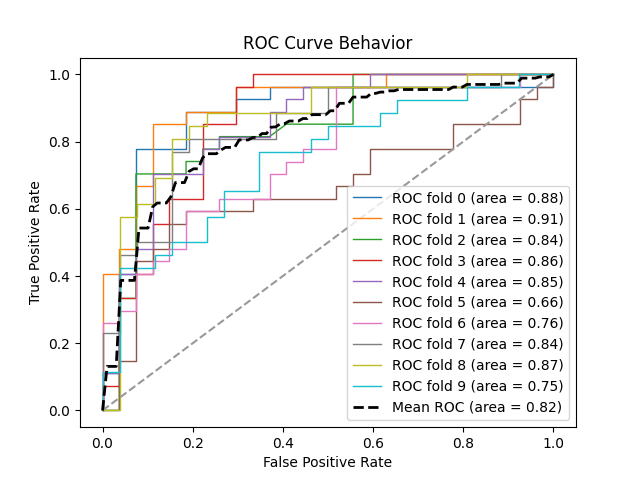 ROC Curve Behavior
True Positive Rate
1.0
0.8
0.6
0.4
0.2
0.0
ROC fold 0 (area = 0.88)
ROC fold 1 (area = 0.91)
ROC fold 2 (area = 0.84)
ROC fold 3 (area = 0.86)
ROC fold 4 (area = 0.85)
ROC fold 5 (area = 0.66)
ROC fold 6 (area = 0.76)
ROC fold 7 (area = 0.84)
ROC fold 8 (area = 0.87)
ROC fold 9 (area = 0.75)
Mean ROC (area = 0.82)
0.0 0.2 0.4 0.6 0.8 1.0
False Positive Rate